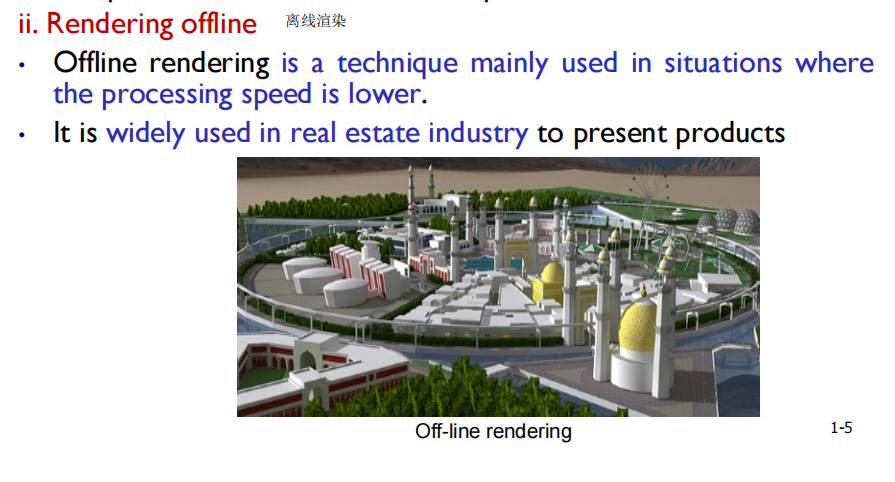 ii. Rendering offline 离线渲染
• Offline rendering is a technique mainly used in situations where
the processing speed is lower.
• It is widely used in real estate industry to present products
Off-line rendering
1-5